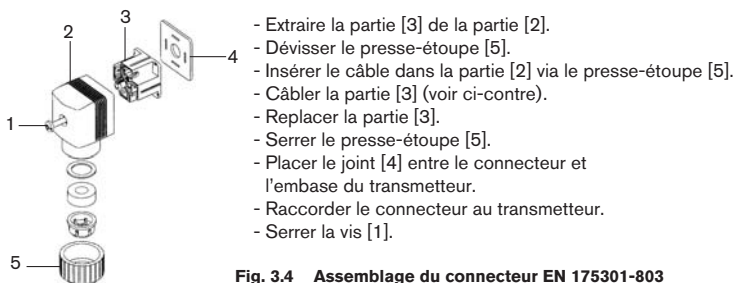 3
2
4
1
5
- Extraire la partie [3] de la partie [2].
- Dévisser le presse-étoupe [5].
- Insérer le câble dans la partie [2] via le presse-étoupe [5].
- Câbler la partie [3] (voir ci-contre).
- Replacer la partie [3].
- Serrer le presse-étoupe [5].
- Placer le joint [4] entre le connecteur et
l'embase du transmetteur.
- Raccorder le connecteur au transmetteur.
- Serrer la vis [1].
Fig. 3.4 Assemblage du connecteur EN 175301-803